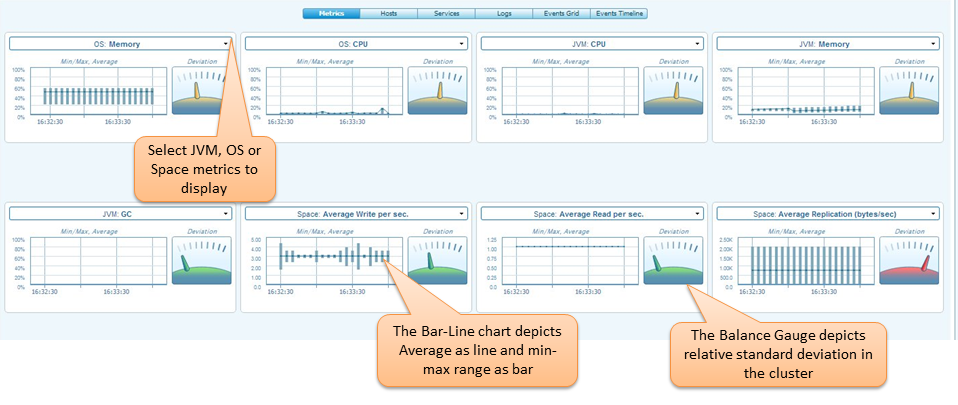 Metrics Hosts Services Logs Events Grid Events Timeline
OS: Memory
Min/Max, Average Deviation
100%
80%
60%
40%
20%
0%
16:32:30 16:33:30
OS: CPU
Min/Max, Average Deviation
100%
80%
60%
40%
20%
0%
16:32:30 16:33:30
JVM: CPU
Min/Max, Average Deviation
100%
80%
60%
40%
20%
0%
16:32:30 16:33:30
JVM: Memory
Min/Max, Average Deviation
100%
80%
60%
40%
20%
0%
16:32:30 16:33:30
Select JVM, OS or
Space metrics to
display
JVM: GC
Min/Max, Average Deviation
100%
80%
60%
40%
20%
0%
16:32:30 16:33:30
Space: Average Write per sec.
Min/Max, Average Deviation
5.00
4.00
3.00
2.00
1.00
0.0
16:32:30 16:33:30
Space: Average Read per sec.
Min/Max, Average Deviation
1.25
1.00
0.75
0.50
0.25
0.0
16:32:30 16:33:30
Space: Average Replication (bytes/sec)
Min/Max, Average Deviation
2.50K
2.00K
1.50K
1.00K
500.0
0.0
16:32:30 16:33:30
The Bar-Line chart depicts
Average as line and min-
max range as bar
The Balance Gauge depicts
relative standard deviation in
the cluster